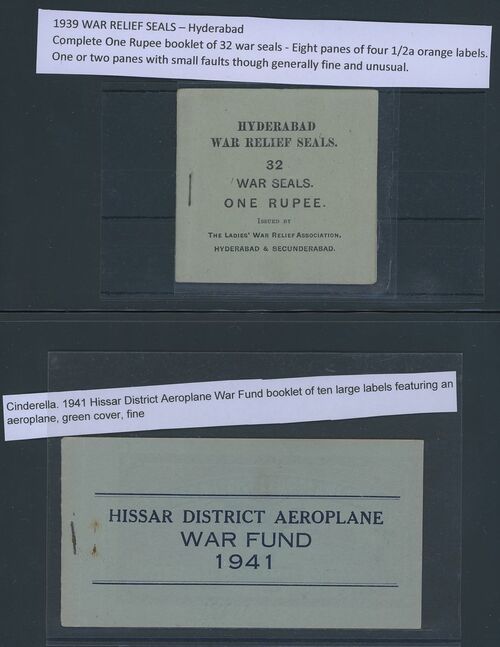 1939 WAR RELIEF SEALS – Hyderabad
Complete One Rupee booklet of 32 war seals - Eight panes of four 1/2a orange labels.
One or two panes with small faults though generally fine and unusual.
HYDERABAD
WAR RELIEF SEALS.
32
WAR SEALS.
ONE RUPEE.
ISSUED BY
THE LADIES' WAR RELIEF ASSOCIATION,
HYDERABAD & SECUNDERABAD.
Cinderella. 1941 Hissar District Aeroplane War Fund booklet of ten large labels featuring an
aeroplane, green cover, fine
HISSAR DISTRICT AEROPLANE
WAR FUND
1941